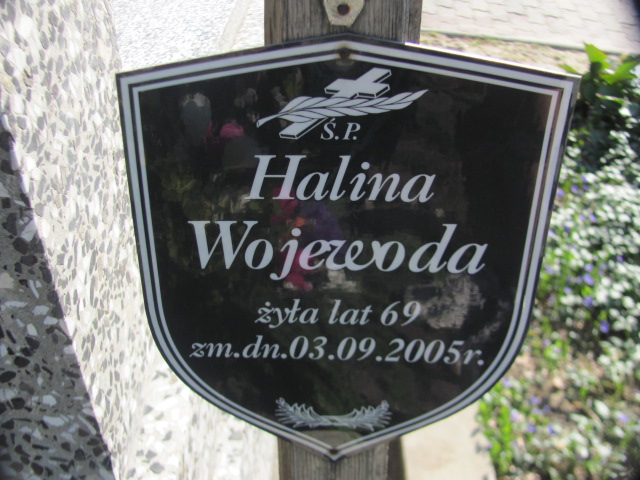 Ś.P.
Halina
Wojewoda
żyła lat 69
zm.dn.03.09.2005r.